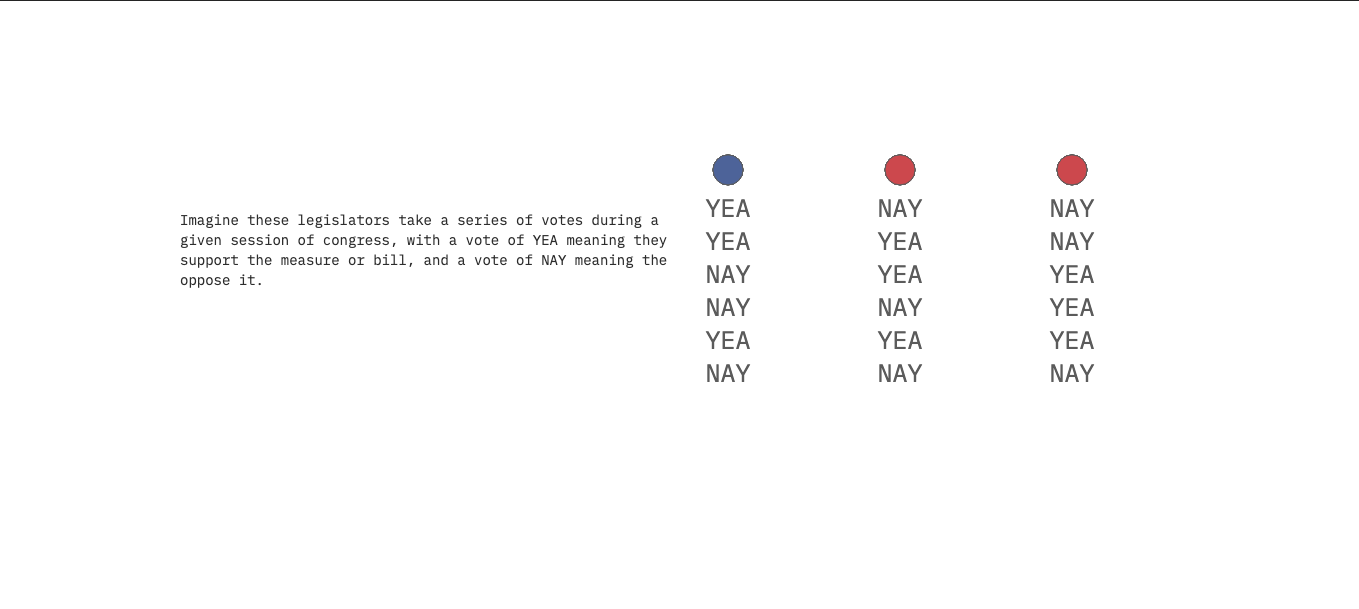 Imagine these legislators take a series of votes during a
given session of congress, with a vote of YEA meaning they
support the measure or bill, and a vote of NAY meaning the
oppose it.
YEA NAY NAY
YEA YEA NAY
NAY YEA YEA
NAY NAY YEA
YEA YEA YEA
NAY NAY NAY